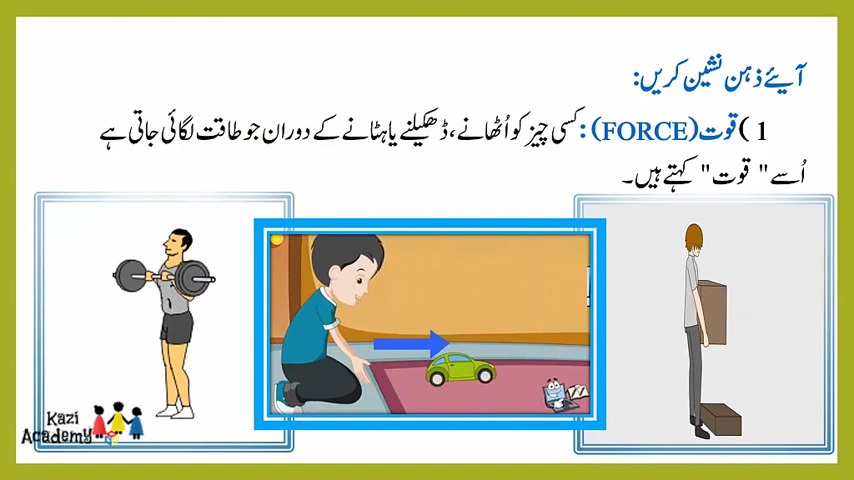 آیئے ذہن نشین کریں:
1) قوت(FORCE): کسی چیز کو اُٹھانے، ڈھکیلنے یا ہٹانے کے دوران جو طاقت لگائی جاتی ہے
اُسے "قوت" کہتے ہیں۔
Kazi
Academy